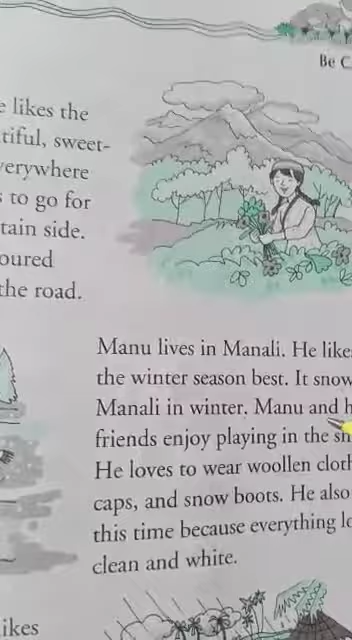 Be C
e likes the
tiful, sweet-
verywhere
s to go for
tain side.
oured
the road.
Manu lives in Manali. He likes
the winter season best. It snow
Manali in winter. Manu and h
friends enjoy playing in the sn
He loves to wear woollen cloth
caps, and snow boots. He also
this time because everything lo
clean and white.
ikes